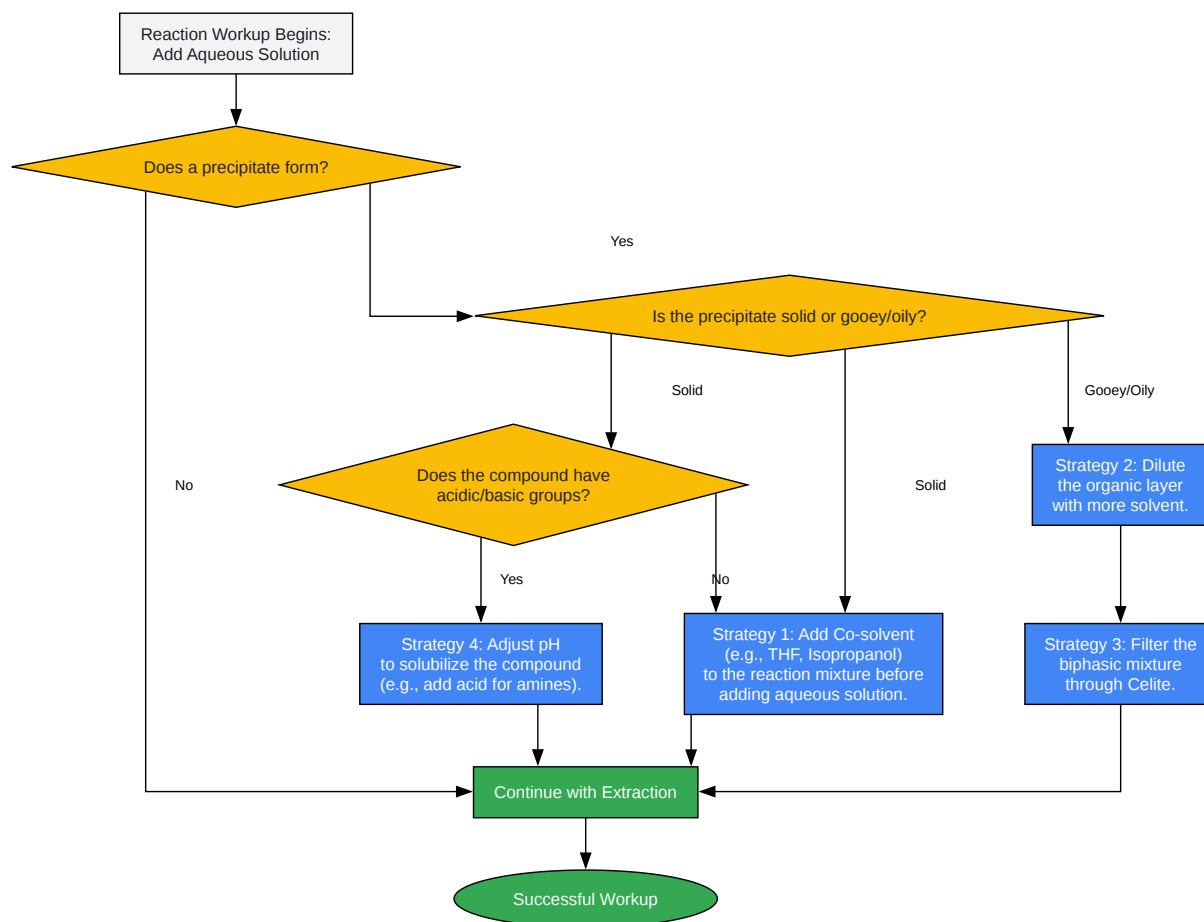 Reaction Workup Begins:
Add Aqueous Solution
Does a precipitate form?
Yes
Is the precipitate solid or gooey/oily?
Solid
Gooey/Oily
Does the compound have
acidic/basic groups?
No
Solid
Strategy 2: Dilute
the organic layer
with more solvent.
Yes
No
Strategy 4: Adjust pH
to solubilize the compound
(e.g., add acid for amines).
Strategy 1: Add Co-solvent
(e.g., THF, Isopropanol)
to the reaction mixture before
adding aqueous solution.
Strategy 3: Filter the
biphasic mixture
through Celite.
Continue with Extraction
Successful Workup